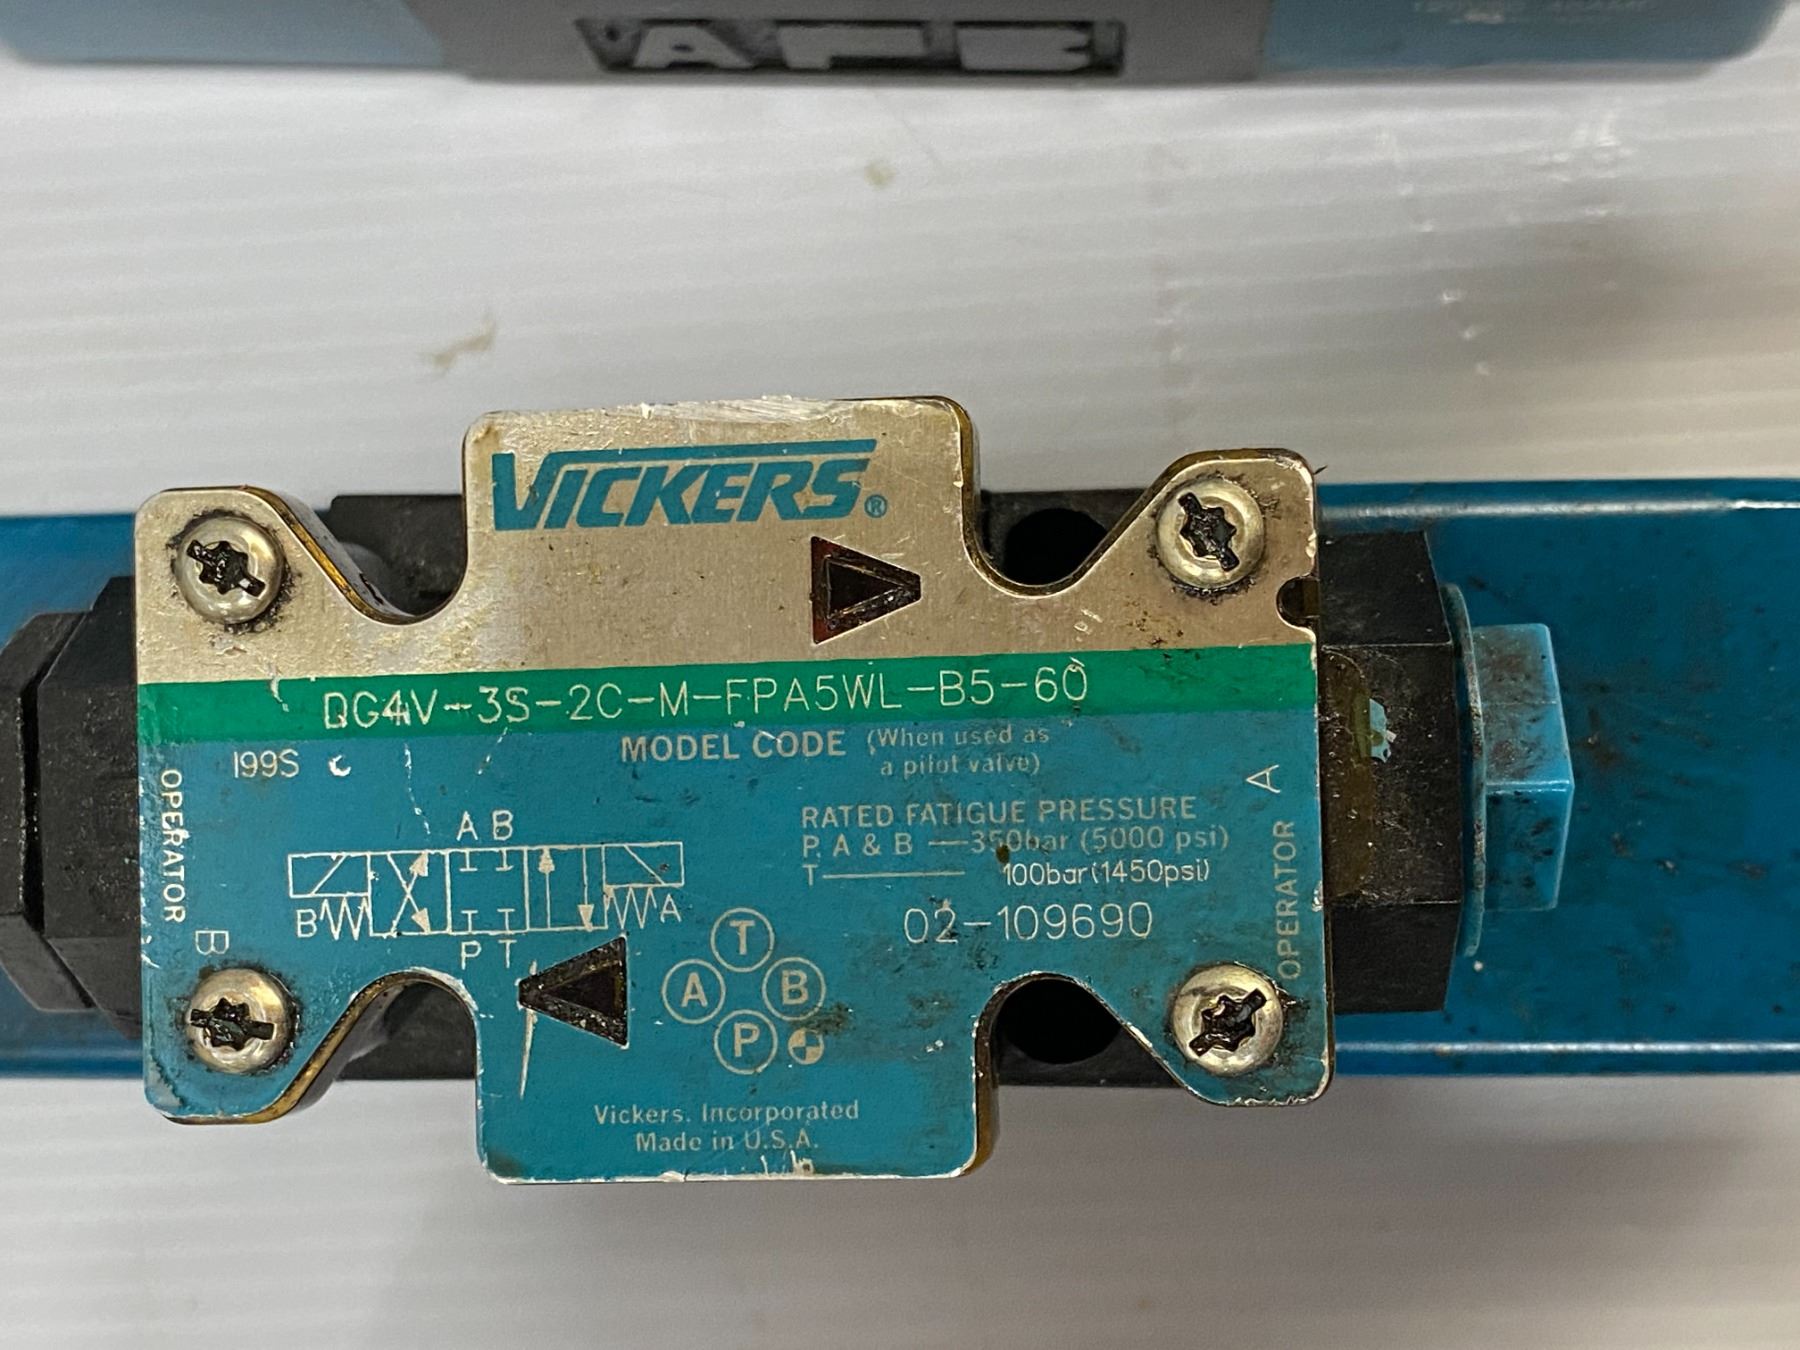 VICKERS®
DG4V-3S-2C-M-FPA5WL-B5-60
MODEL CODE (When used as
a pilot valve)
199S
OPERATOR
B
A B
B A
P T
RATED FATIGUE PRESSURE
P, A & B — 350bar (5000 psi)
T — 100bar (1450psi)
02-109690
T
A B
P
A
OPERATOR
Vickers, Incorporated
Made in U.S.A.